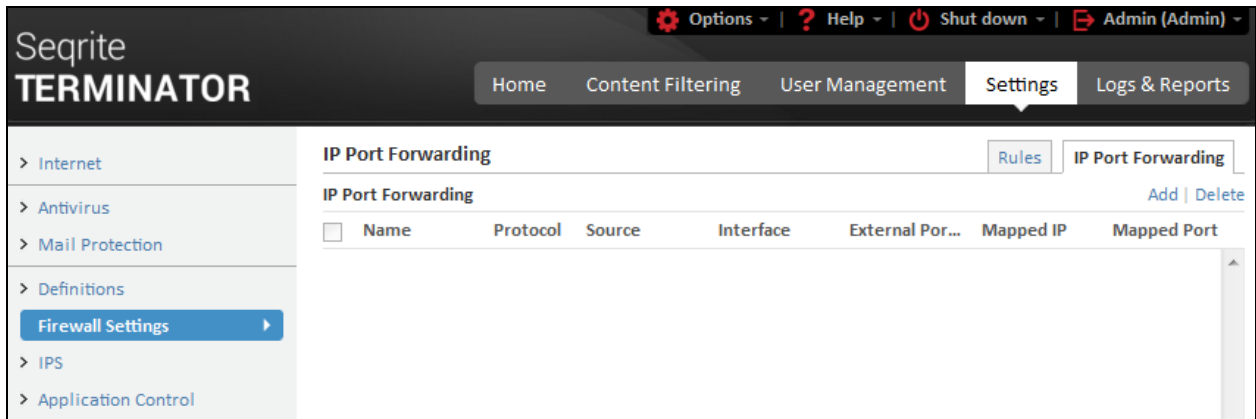 Options | Help | Shut down | Admin (Admin)
Seqrite
TERMINATOR
Home Content Filtering User Management Settings Logs & Reports
> Internet
> Antivirus
> Mail Protection
> Definitions
Firewall Settings
> IPS
> Application Control
IP Port Forwarding
Rules IP Port Forwarding
IP Port Forwarding
Add | Delete
Name Protocol Source Interface External Por... Mapped IP Mapped Port